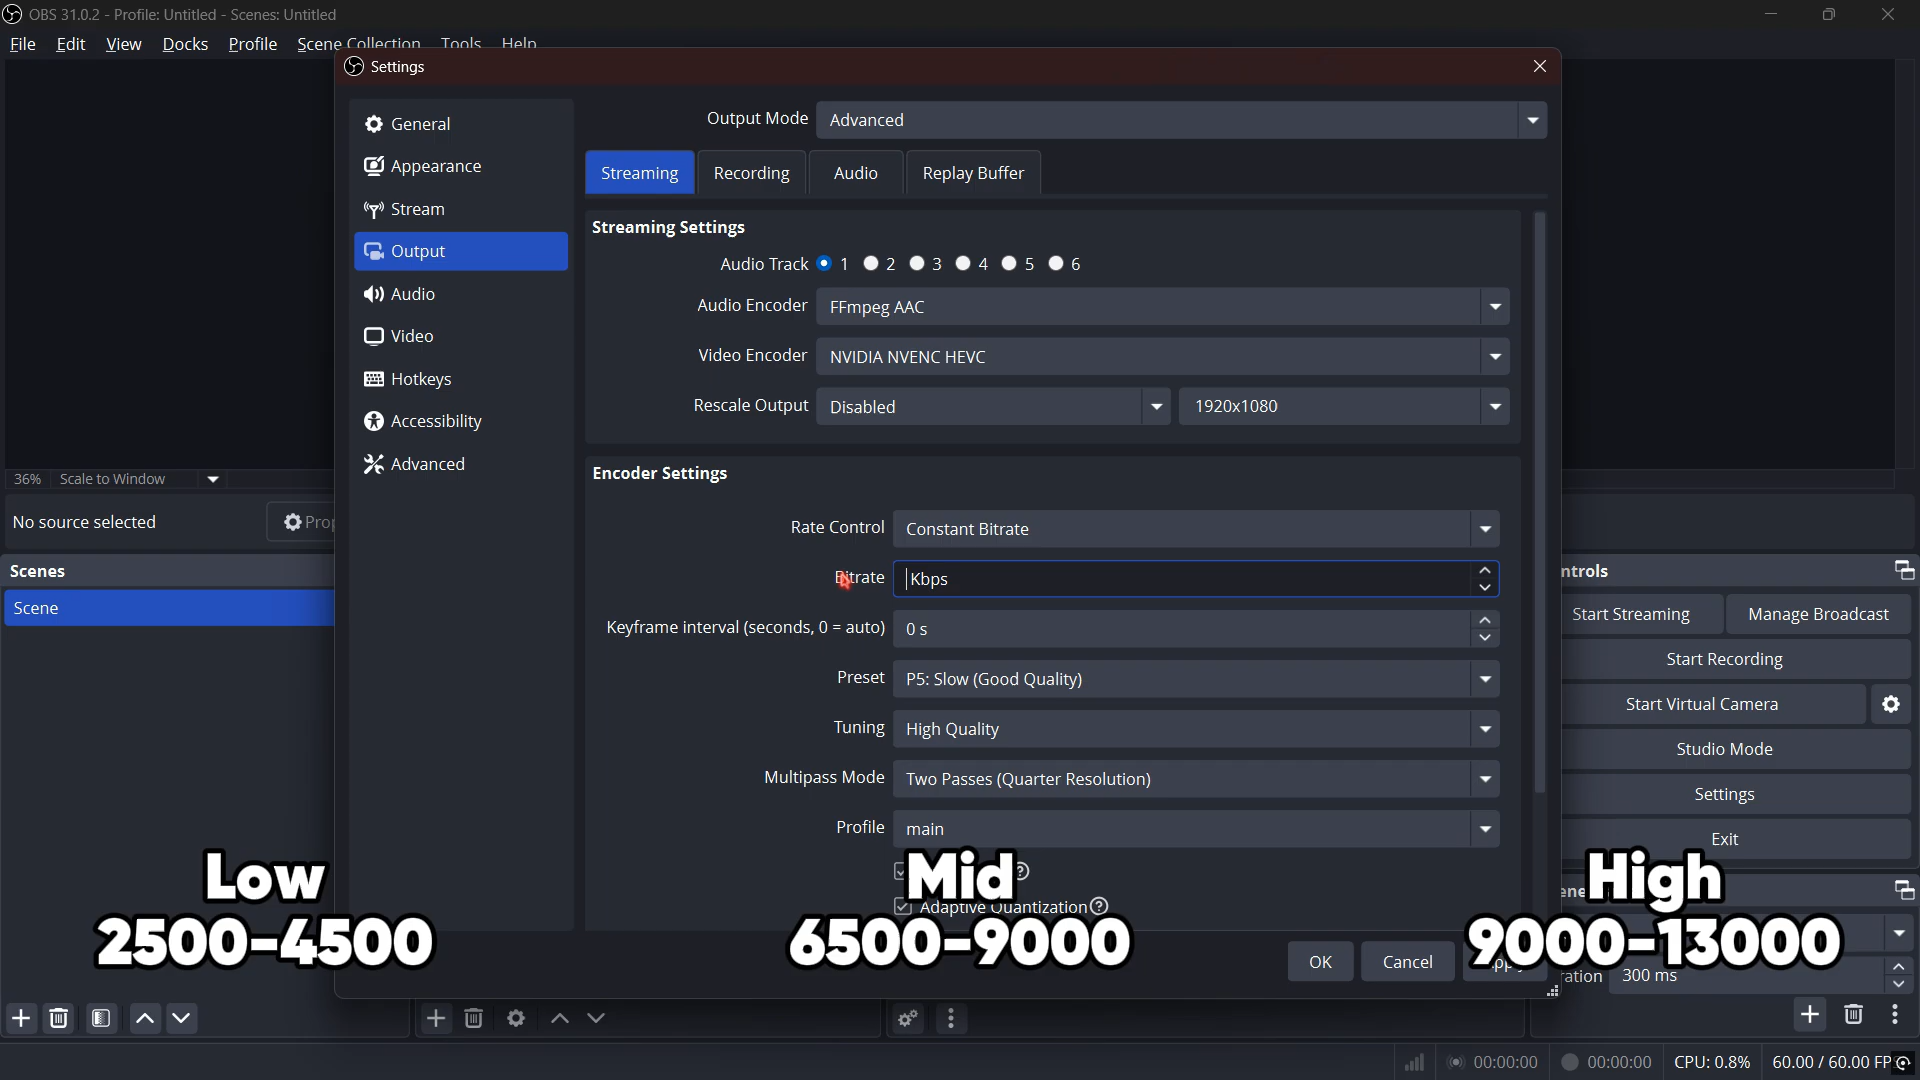 OBS 31.0.2 - Profile: Untitled - Scenes: Untitled
File Edit View Docks Profile Scene Collection Tools Help
Settings
General
Appearance
Stream
Output
Audio
Video
Hotkeys
Accessibility
Advanced
Output Mode Advanced
Streaming Recording Audio Replay Buffer
Streaming Settings
Audio Track 1 2 3 4 5 6
Audio Encoder FFmpeg AAC
Video Encoder NVIDIA NVENC HEVC
Rescale Output Disabled 1920x1080
Encoder Settings
Rate Control Constant Bitrate
Bitrate Kbps
Keyframe interval (seconds, 0 = auto) 0 s
Preset P5: Slow (Good Quality)
Tuning High Quality
Multipass Mode Two Passes (Quarter Resolution)
Profile main
Adaptive Quantization
OK Cancel
36% Scale to Window
No source selected
Prop
Scenes
Scene
ntrols
Start Streaming Manage Broadcast
Start Recording
Start Virtual Camera
Studio Mode
Settings
Exit
ration 300 ms
Low
2500-4500
Mid
6500-9000
High
9000-13000
00:00:00 00:00:00 CPU: 0.8% 60.00 / 60.00 FP